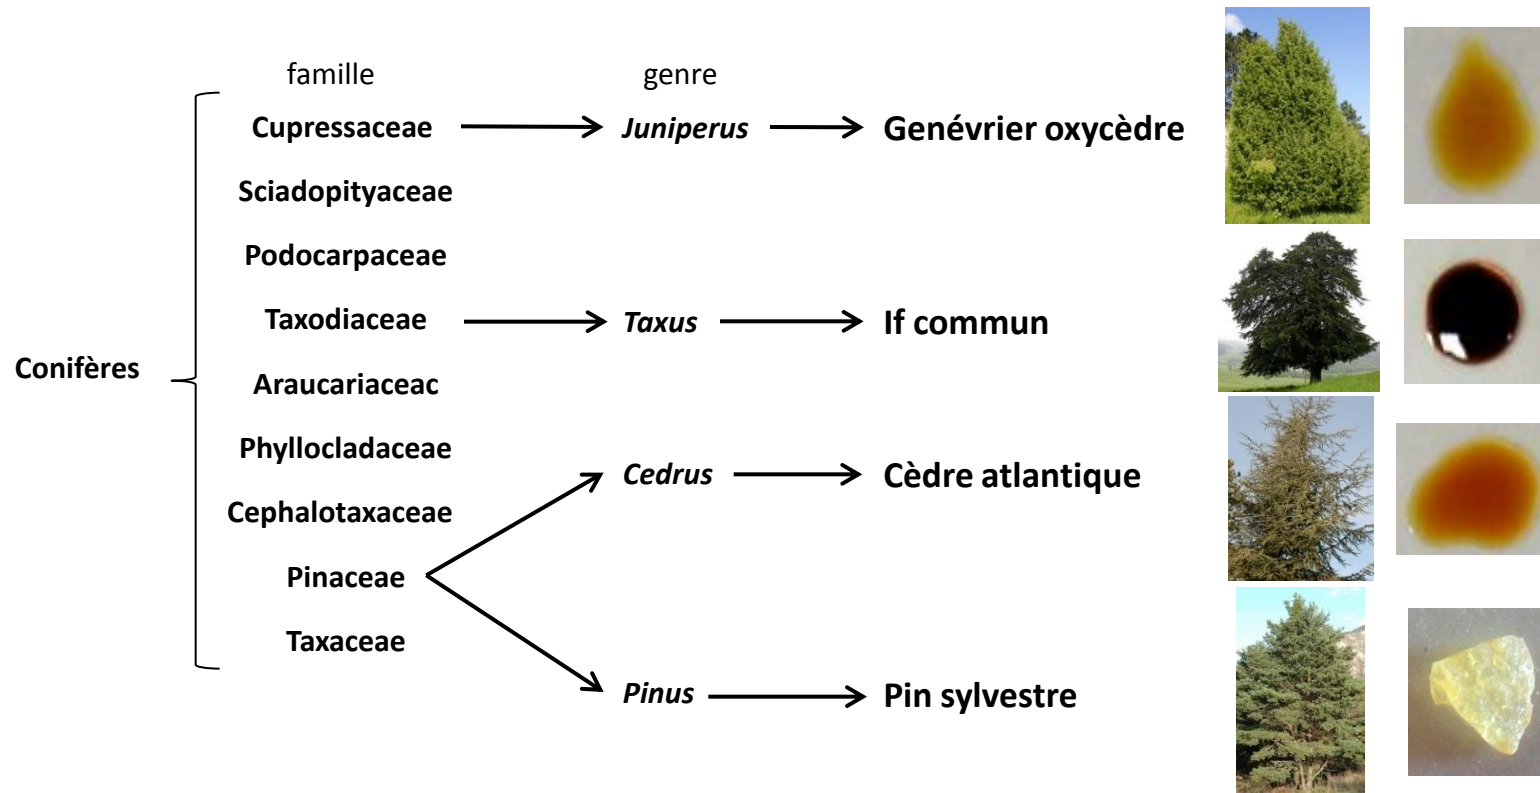 famille
genre
Cupressaceae
Juniperus
Genévrier oxycèdre
Sciadopityaceae
Podocarpaceae
Taxodiaceae
Taxus
If commun
Conifères
Araucariaceac
Phyllocladaceae
Cedrus
Cèdre atlantique
Cephalotaxaceae
Pinaceae
Taxaceae
Pinus
Pin sylvestre